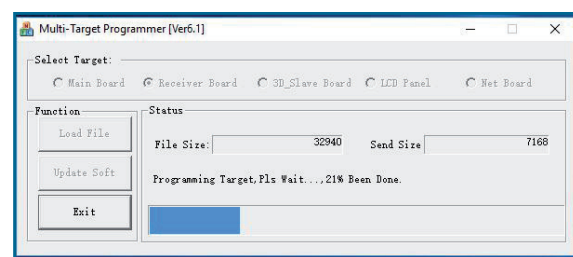 Multi-Target Programmer [Ver6.1]
Select Target:
Main Board Receiver Board 3D_Slave Board LCD Panel Net Board
Function
Status
Load File
File Size: 32940 Send Size 7168
Update Soft
Programming Target,Pls Wait...,21% Been Done.
Exit